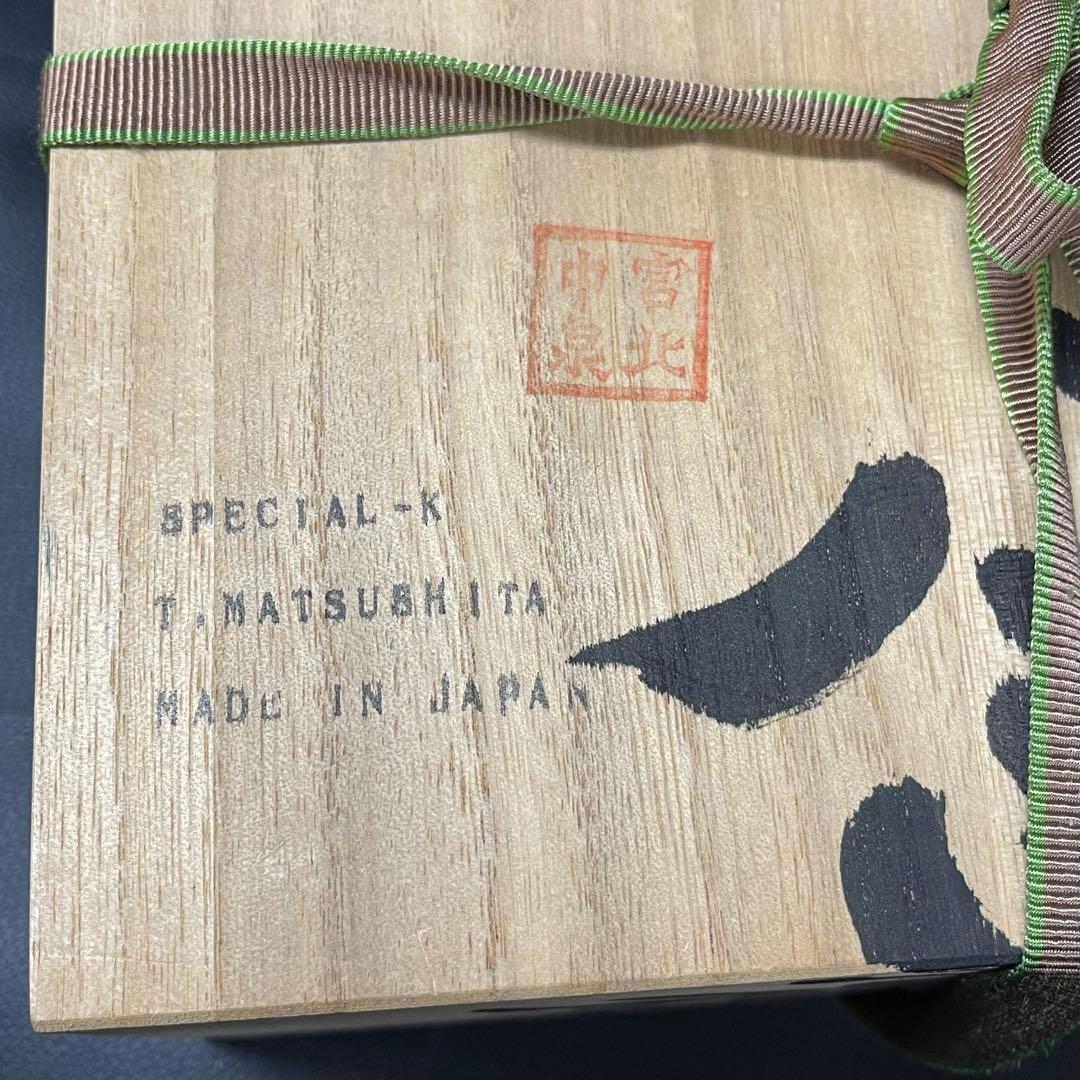 宮北
中泉
SPECIAL-K
T.MATSUSHITA
MADE IN JAPAN